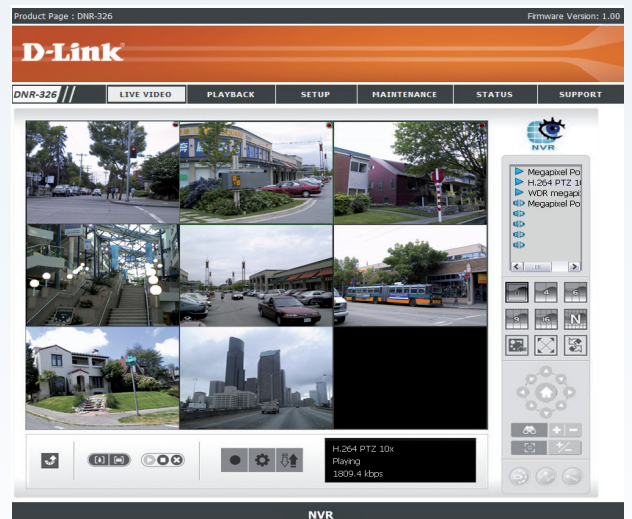 Product Page : DNR-326
Firmware Version: 1.00
D-Link
DNR-326
LIVE VIDEO
PLAYBACK
SETUP
MAINTENANCE
STATUS
SUPPORT
NVR
Megapixel Po
H.264 PTZ 1
WDR megapi
Megapixel Po
4
6
9
16
N
H.264 PTZ 10x
Playing
1809.4 kbps
NVR